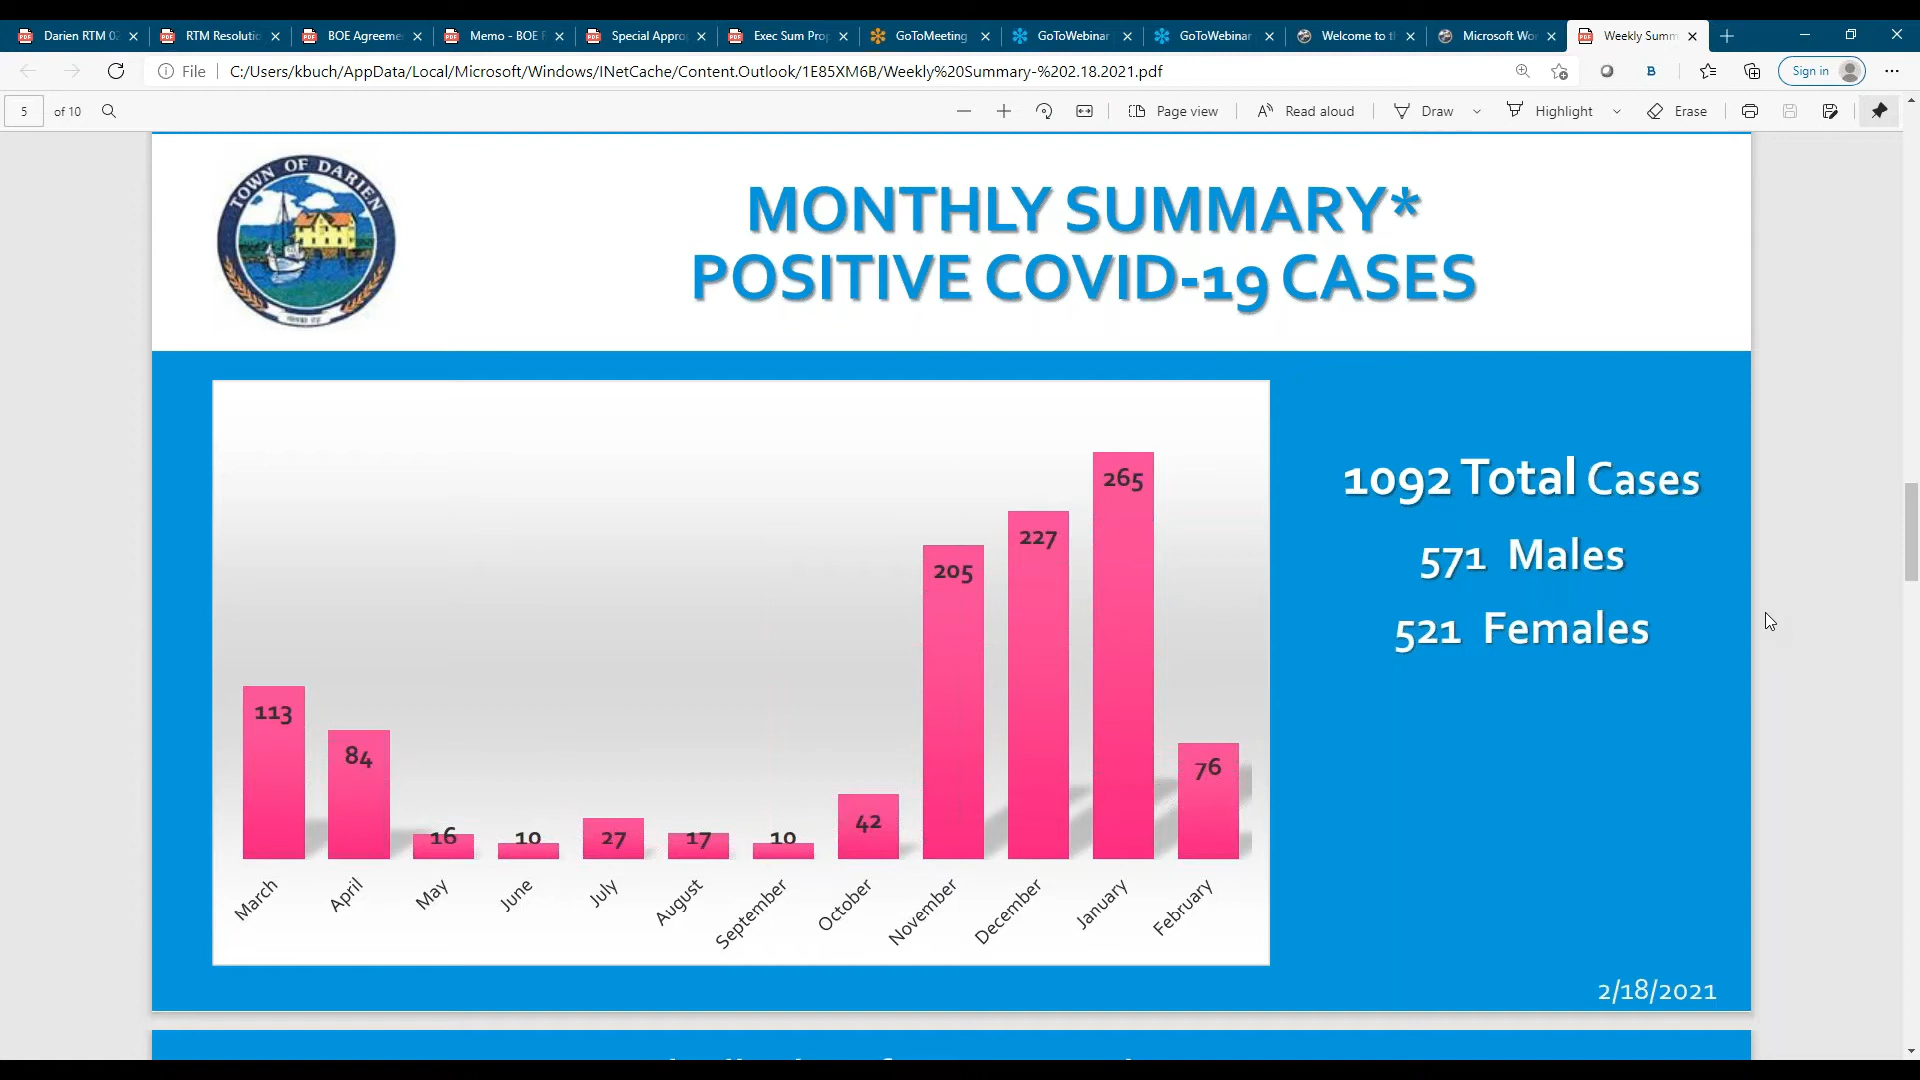 Darien RTM 02
RTM Resolutio
BOE Agreeme
Memo - BOE F
Special Appro
Exec Sum Pro
GoToMeeting
GoToWebinar
GoToWebinar
Welcome to t
Microsoft Wo
Weekly Summ
File
C:/Users/kbuch/AppData/Local/Microsoft/Windows/INetCache/Content.Outlook/1E85XM6B/Weekly%20Summary-%202.18.2021.pdf
B
Sign in
5 of 10
Page view
Read aloud
Draw
Highlight
Erase
TOWN OF DARIEN
MONTHLY SUMMARY*
POSITIVE COVID-19 CASES
113
84
16
10
27
17
10
42
205
227
265
76
March
April
May
June
July
August
September
October
November
December
January
February
1092 Total Cases
571 Males
521 Females
2/18/2021